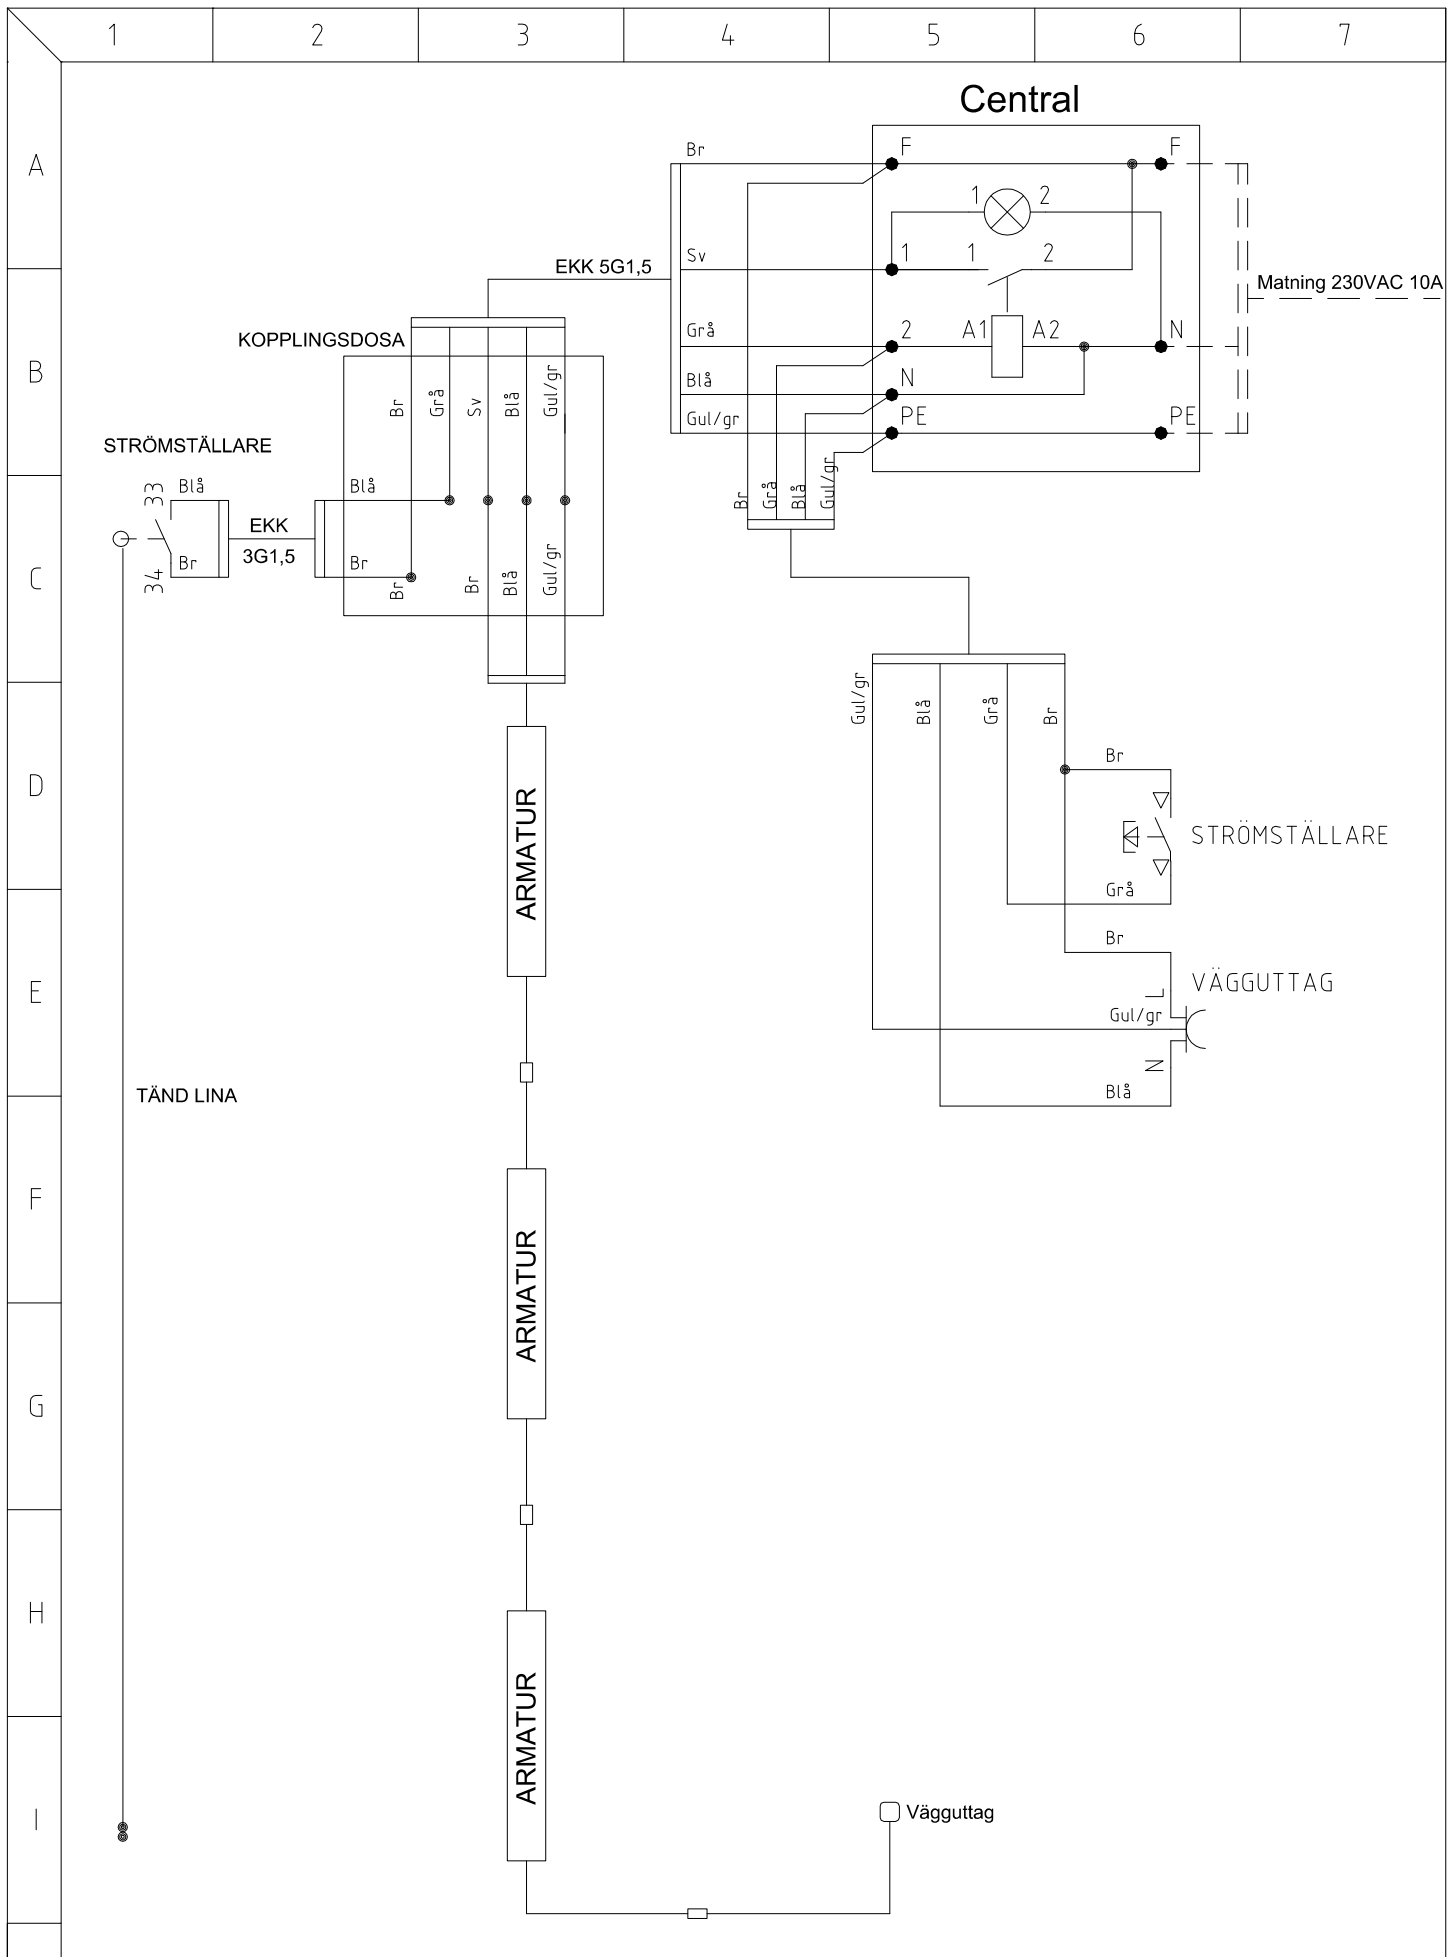 1 2 3 4 5 6 7
Central
A
Br
F
F
1
2
Sv
1
1
2
EKK 5G1,5
Matning 230VAC 10A
KOPPLINGSDOSA
Grå
2
A1
A2
N
B
Br
Grå
Sv
Blå
Gul/gr
Blå
N
Gul/gr
PE
PE
STRÖMSTÄLLARE
33
Blå
Blå
Br
Grå
Blå
Gul/gr
EKK
3G1,5
34
Br
Br
Br
Br
Blå
Gul/gr
C
Gul/gr
Blå
Grå
Br
D
Br
ARMATUR
STRÖMSTÄLLARE
Grå
Br
E
L
VÄGGUTTAG
Gul/gr
N
Blå
TÄND LINA
F
ARMATUR
G
H
ARMATUR
I
Vägguttag